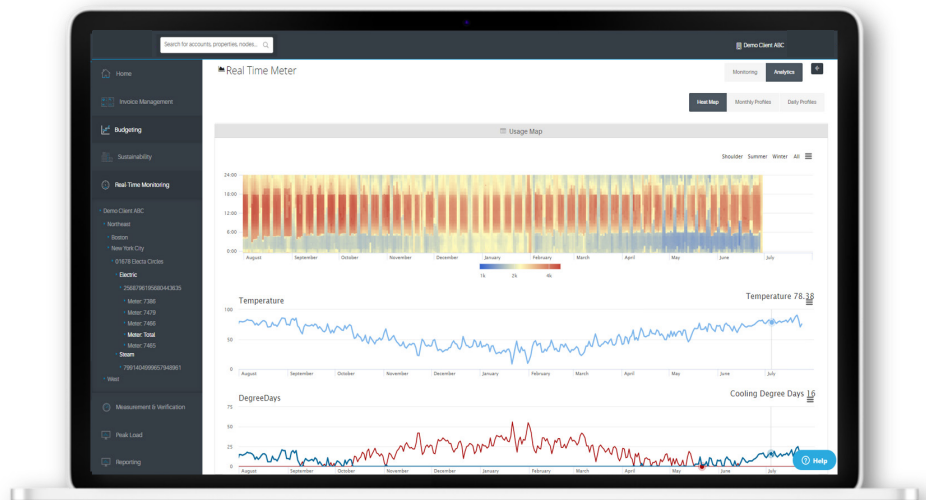 Search for accounts, properties, nodes,..
Demo Client ABC
Home
Invoice Management
Budgeting
Sustainability
Real-Time Monitoring
Demo Client ABC
Northeast
Boston
New York City
01678 Electa Circles
Electric
2568796195680443635
Meter: 7386
Meter: 7479
Meter: 7466
Meter: Total
Meter: 7465
Steam
7991404999657948961
West
Measurement & Verification
Peak Load
Reporting
Real Time Meter
Monitoring Analytics +
Heat Map Monthly Profiles Daily Profiles
Usage Map
Shoulder Summer Winter All
24:00
18:00
12:00
6:00
0:00
August September October November December January February March April May June July
1k 2k 4k
Temperature
Temperature 78.38
100
50
0
August September October November December January February March April May June July
DegreeDays
Cooling Degree Days 16
75
50
25
0
August September October November December January February March April May June July
Help